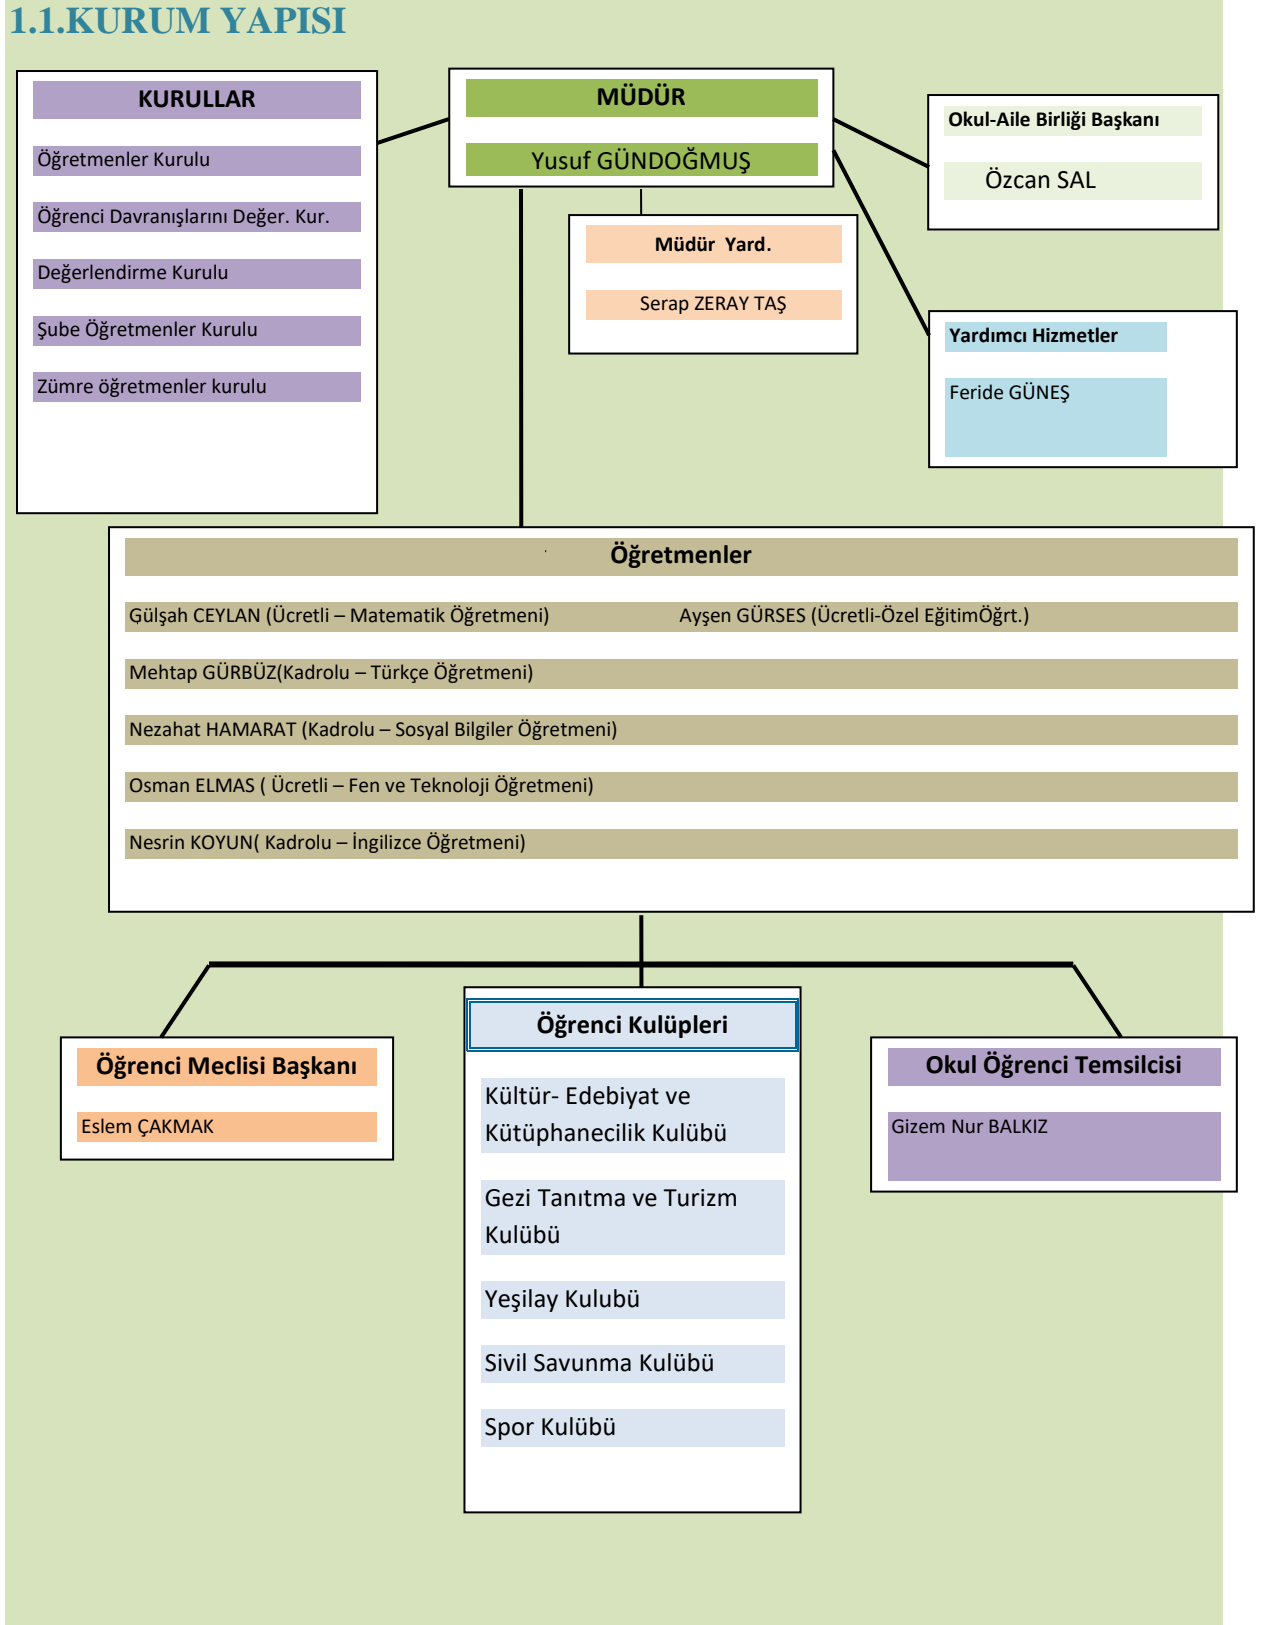 1.1.KURUM YAPISI
KURULLAR
Öğretmenler Kurulu
Öğrenci Davranışlarını Değer. Kur.
Değerlendirme Kurulu
Şube Öğretmenler Kurulu
Zümre öğretmenler kurulu
MÜDÜR
Yusuf GÜNDOĞMUŞ
Müdür Yard.
Serap ZERAY TAŞ
Okul-Aile Birliği Başkanı
Özcan SAL
Yardımcı Hizmetler
Feride GÜNEŞ
Öğretmenler
Gülşah CEYLAN (Ücretli – Matematik Öğretmeni) Ayşen GÜRSES (Ücretli-Özel EğitimÖğrt.)
Mehtap GÜRBÜZ(Kadrolu – Türkçe Öğretmeni)
Nezahat HAMARAT (Kadrolu – Sosyal Bilgiler Öğretmeni)
Osman ELMAS ( Ücretli – Fen ve Teknoloji Öğretmeni)
Nesrin KOYUN( Kadrolu – İngilizce Öğretmeni)
Öğrenci Meclisi Başkanı
Eslem ÇAKMAK
Öğrenci Kulüpleri
Kültür- Edebiyat ve
Kütüphanecilik Kulübü
Gezi Tanıtma ve Turizm
Kulübü
Yeşilay Kulubü
Sivil Savunma Kulübü
Spor Kulübü
Okul Öğrenci Temsilcisi
Gizem Nur BALKIZ